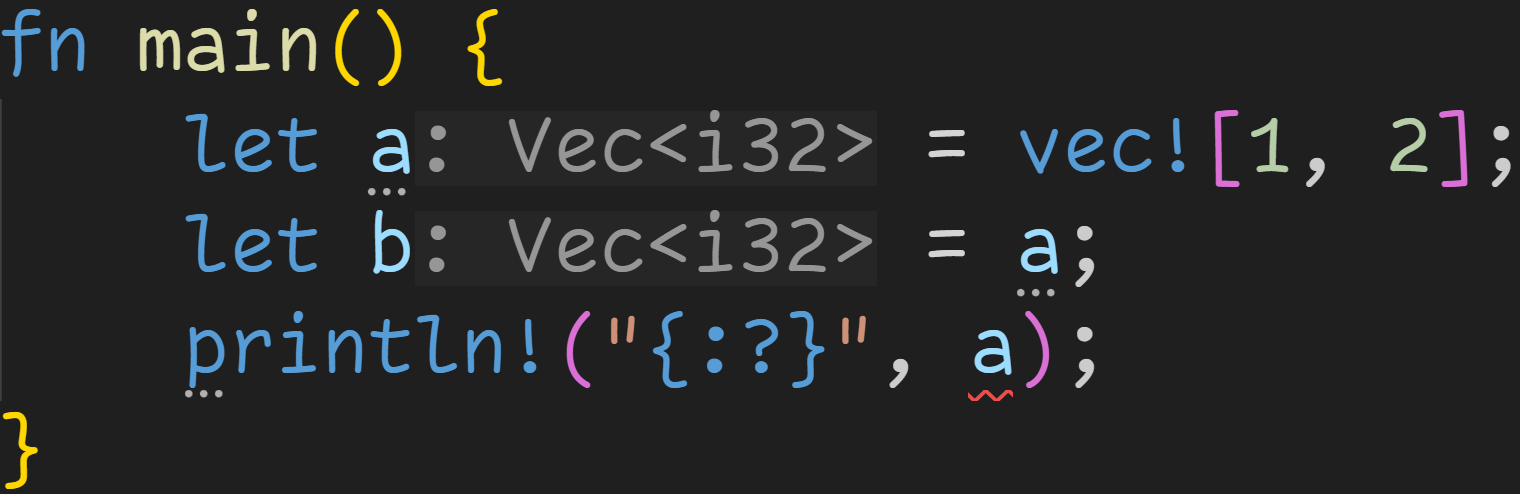 fn main() {
    let a: Vec<i32> = vec![1, 2];
    let b: Vec<i32> = a;
    println!("{:?}", a);
}